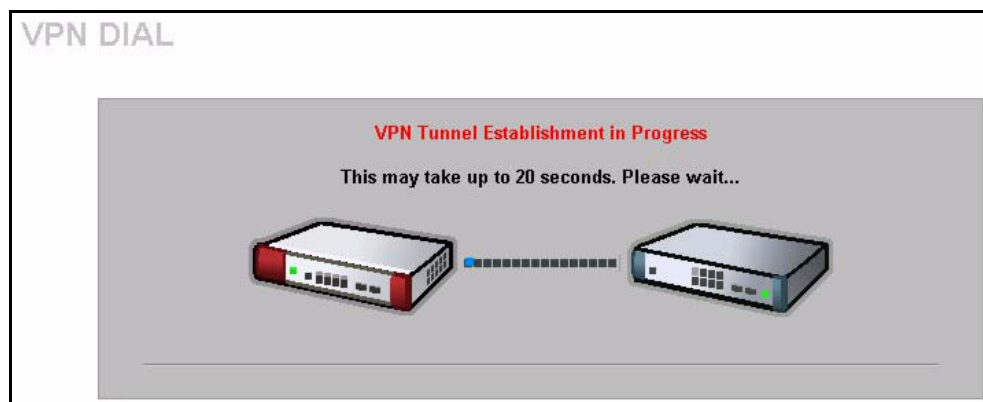 VPN DIAL
VPN Tunnel Establishment in Progress
This may take up to 20 seconds. Please wait...